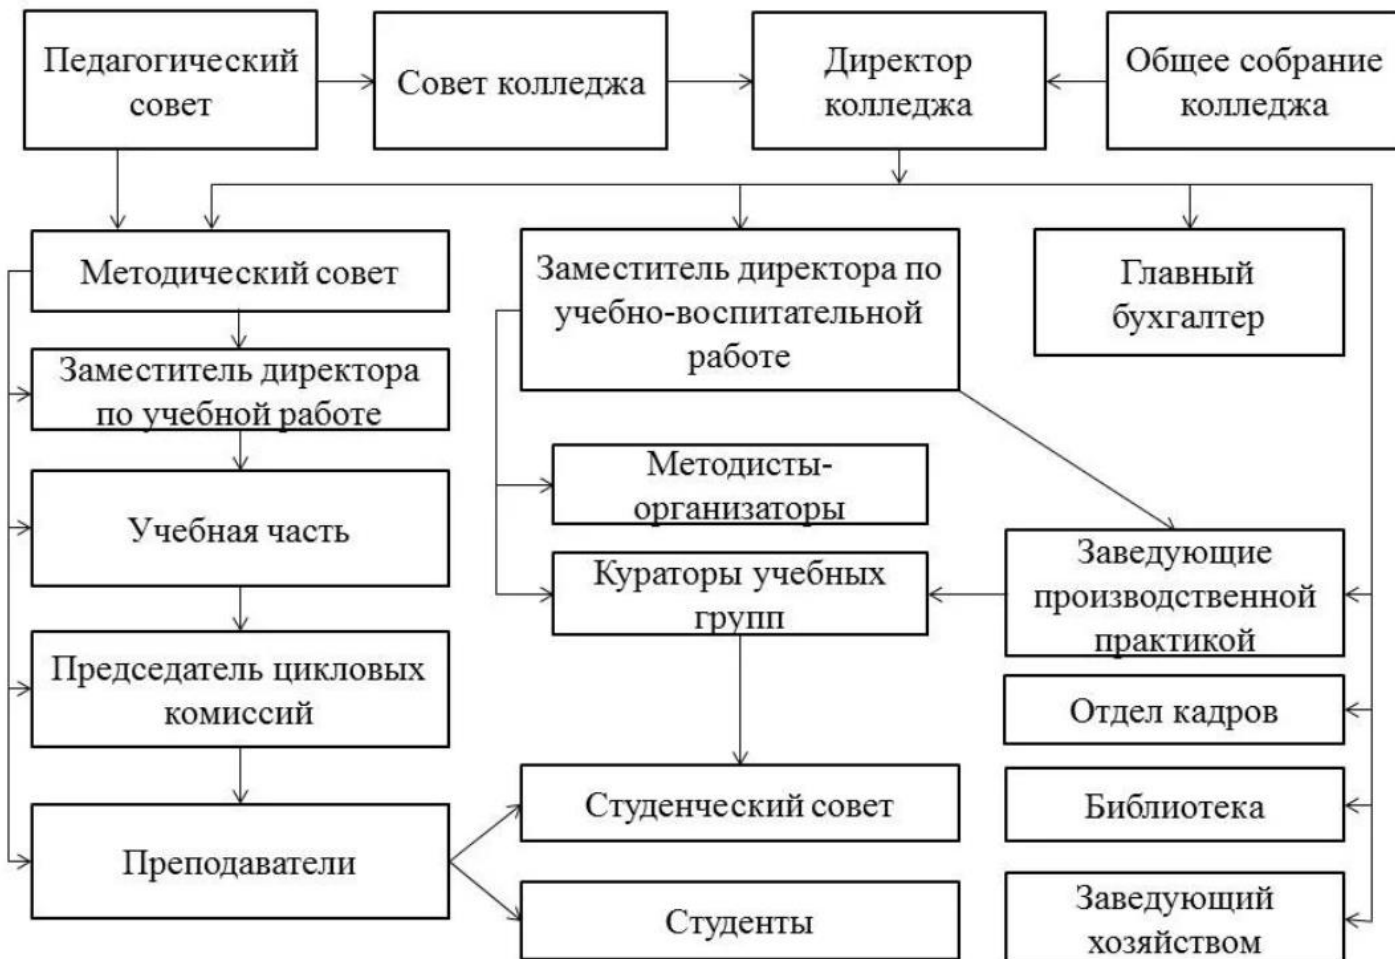 Педагогический
совет
Совет колледжа
Директор
колледжа
Общее собрание
колледжа
Методический совет
Заместитель директора по
учебно-воспитательной
работе
Главный
бухгалтер
Заместитель директора
по учебной работе
Методисты-
организаторы
Учебная часть
Кураторы учебных
групп
Заведующие
производственной
практикой
Председатель цикловых
комиссий
Отдел кадров
Студенческий совет
Библиотека
Преподаватели
Студенты
Заведующий
хозяйством